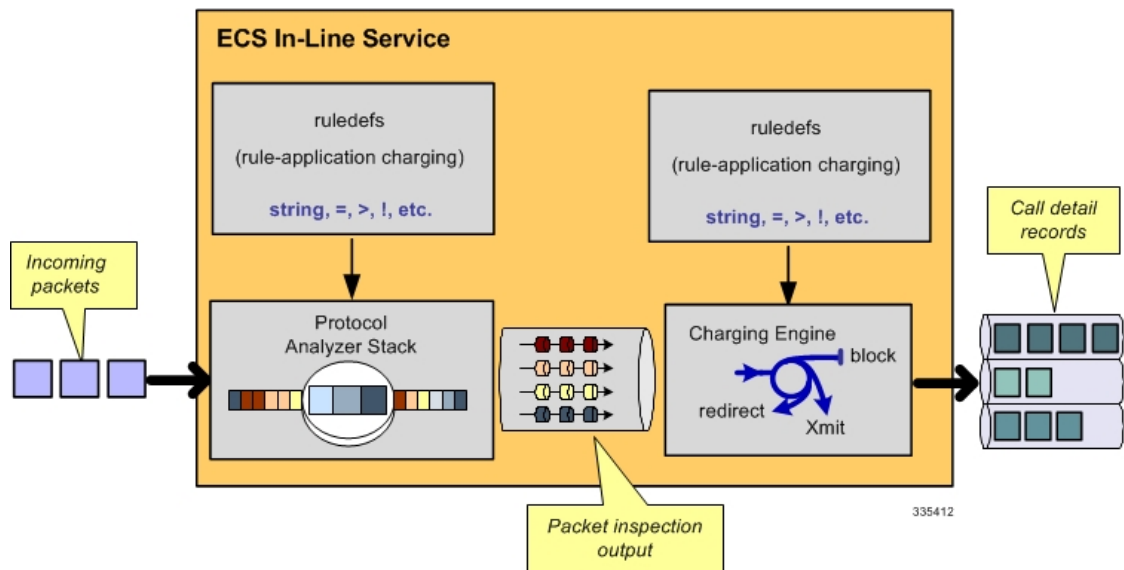 ECS In-Line Service
ruledefs
(rule-application charging)
string, =, >, !, etc.
ruledefs
(rule-application charging)
string, =, >, !, etc.
Call detail
records
Incoming
packets
Protocol
Analyzer Stack
Charging Engine
block
redirect
Xmit
Packet inspection
output
335412